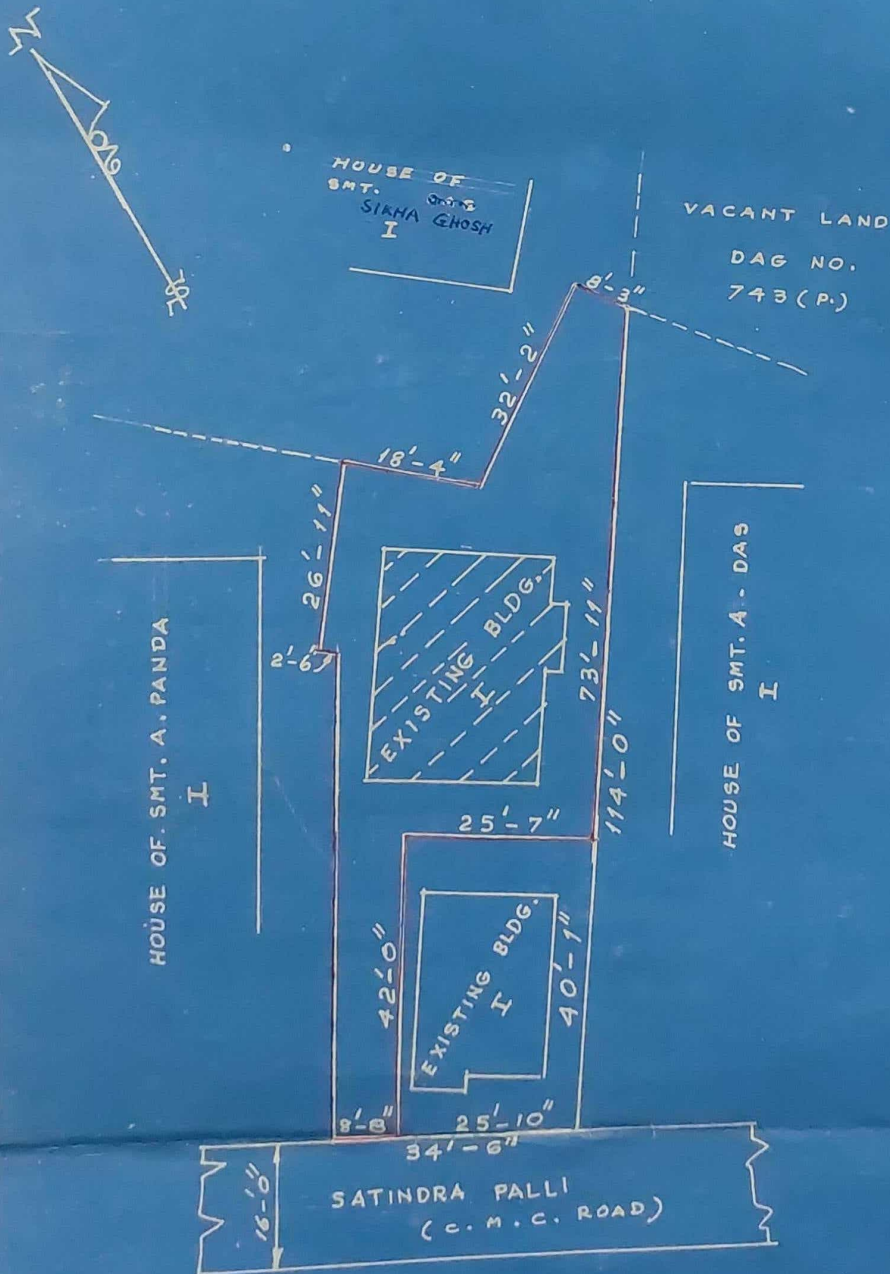 N
HOUSE OF
SMT.
SIKHA GHOSH
I
VACANT LAND
DAG NO.
743 (P.)
8'-3"
32'-2"
18'-4"
26'-11"
2'-6"
EXISTING BLDG.
I
73'-11"
114'-0"
HOUSE OF SMT. A. PANDA
I
HOUSE OF SMT. A. DAS
I
25'-7"
42'-0"
EXISTING BLDG.
I
40'-1"
8'-8"
25'-10"
34'-6"
16'-0"
SATINDRA PALLI
(C. M. C. ROAD)